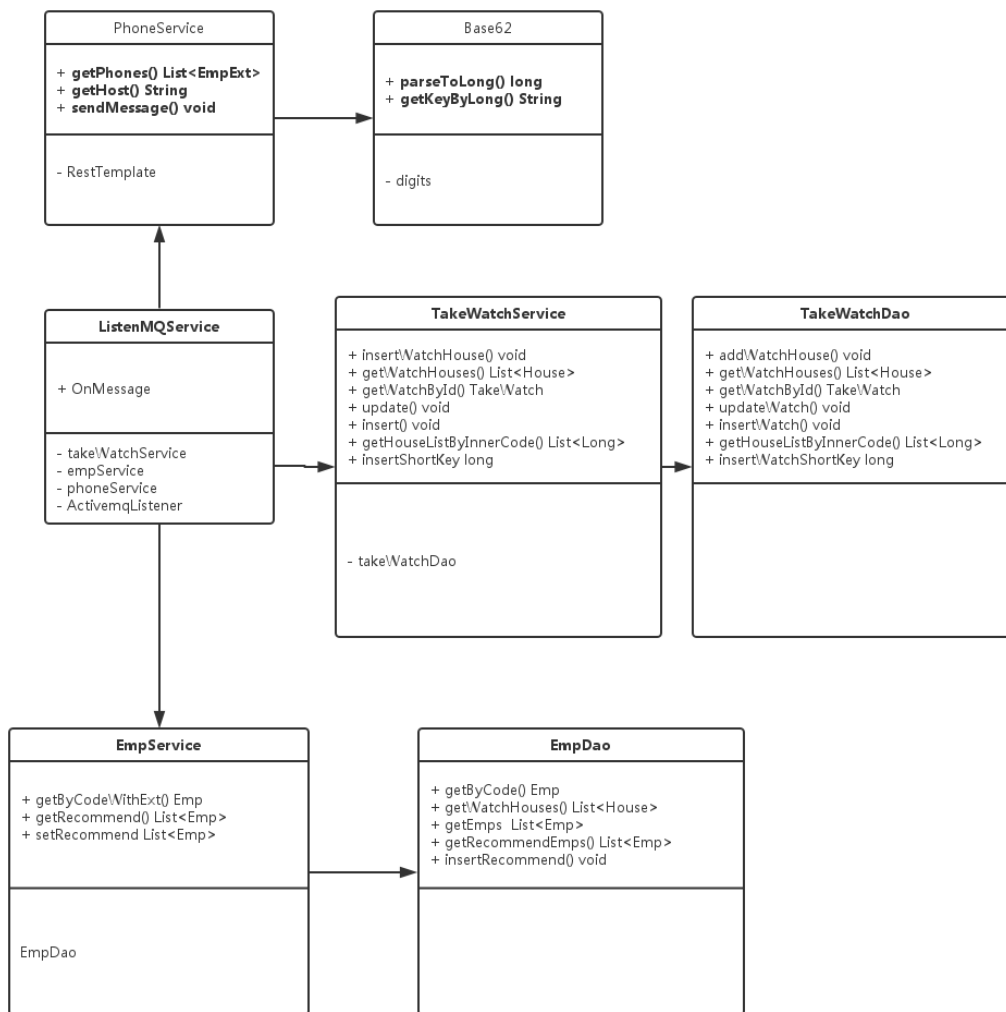 PhoneService
+ getPhones() List<EmpExt>
+ getHost() String
+ sendMessage() void
- RestTemplate
Base62
+ parseToLong() long
+ getKeyByLong() String
- digits
ListenMQService
+ OnMessage
- takeWatchService
- empService
- phoneService
- ActivemqListener
TakeWatchService
+ insertWatchHouse() void
+ getWatchHouses() List<House>
+ getWatchById() TakeWatch
+ update() void
+ insert() void
+ getHouseListByInnerCode() List<Long>
+ insertShortKey long
- takeWatchDao
TakeWatchDao
+ addWatchHouse() void
+ getWatchHouses() List<House>
+ getWatchById() TakeWatch
+ updateWatch() void
+ insertWatch() void
+ getHouseListByInnerCode() List<Long>
+ insertWatchShortKey long
EmpService
+ getByCodeWithExt() Emp
+ getRecommend() List<Emp>
+ setRecommend List<Emp>
EmpDao
EmpDao
+ getByCode() Emp
+ getWatchHouses() List<House>
+ getEmps  List<Emp>
+ getRecommendEmps() List<Emp>
+ insertRecommend() void